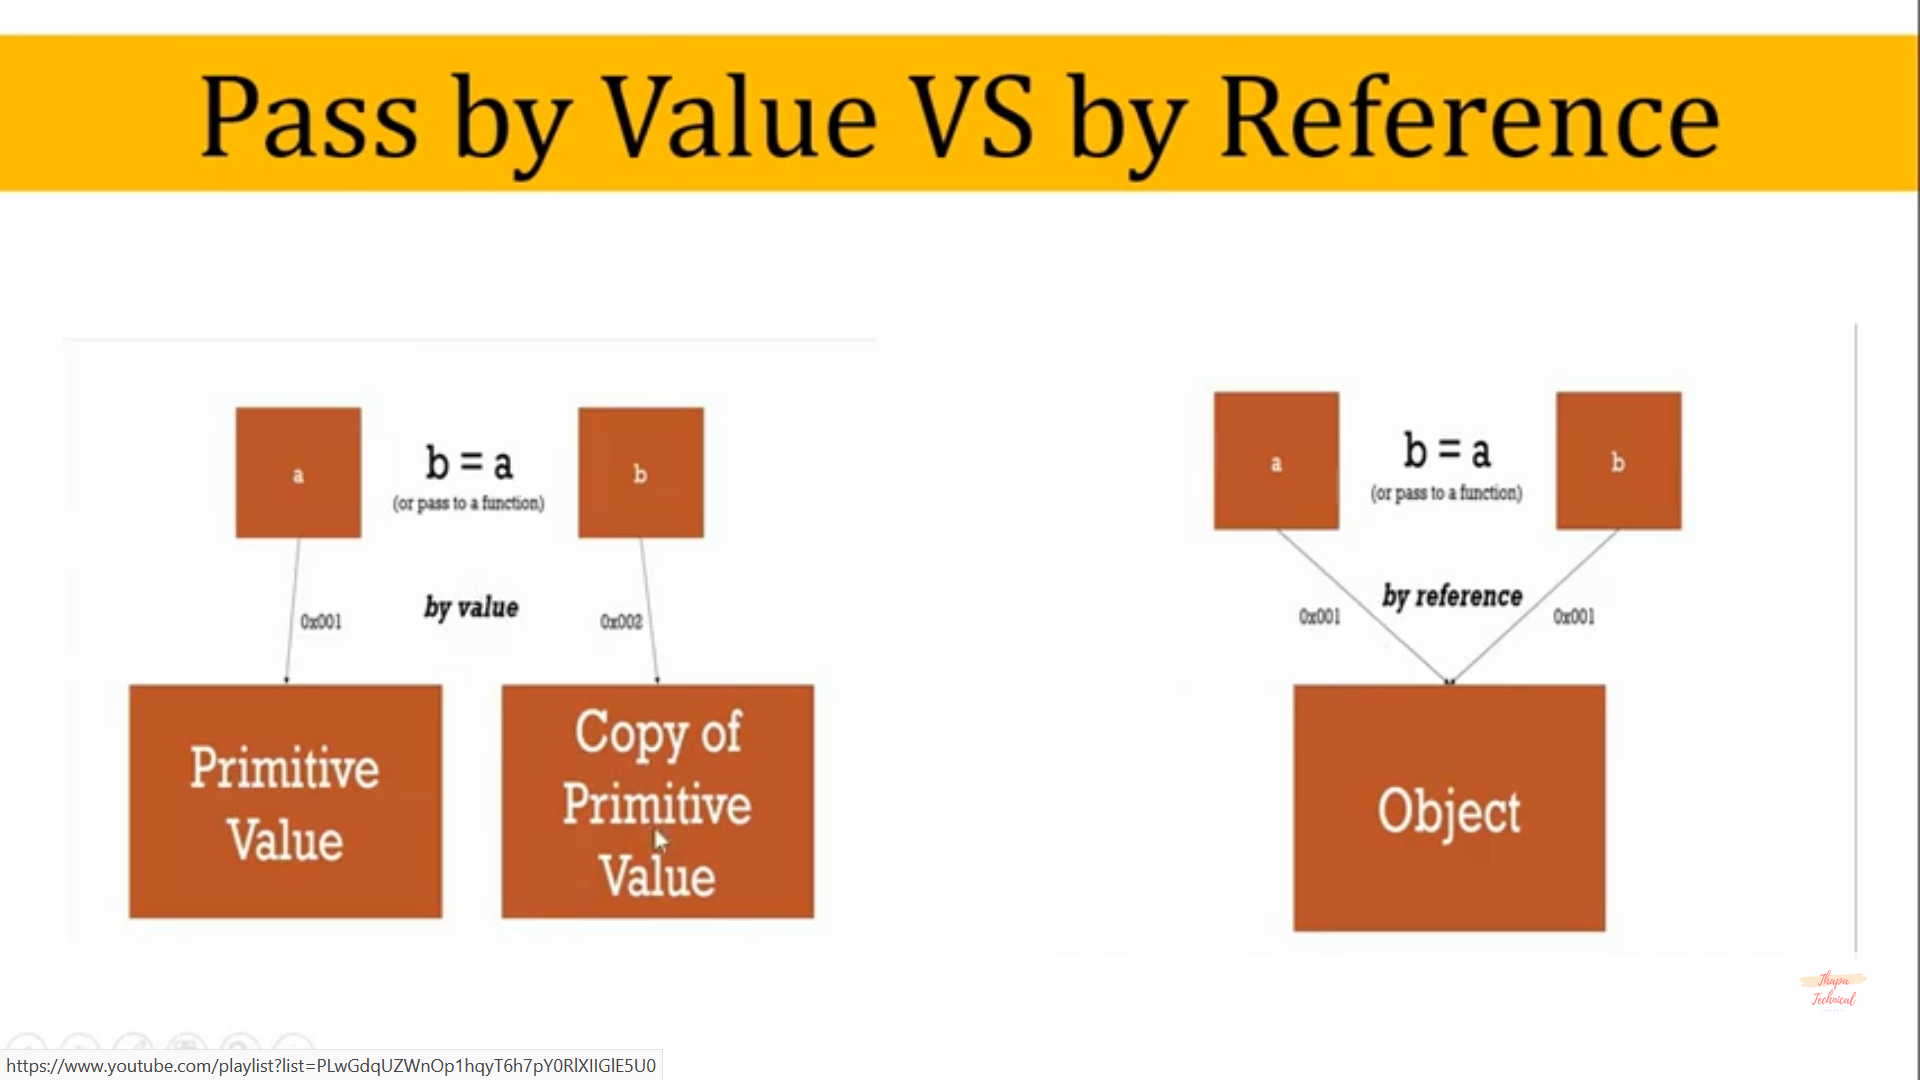 Pass by Value VS by Reference
a
b = a
(or pass to a function)
b
by value
0x001
0x002
Primitive
Value
Copy of
Primitive
Value
a
b = a
(or pass to a function)
b
by reference
0x001
0x001
Object
Thapa
Technical
https://www.youtube.com/playlist?list=PLwGdqUZWnOp1hqyT6h7pY0RlXIIGlE5U0